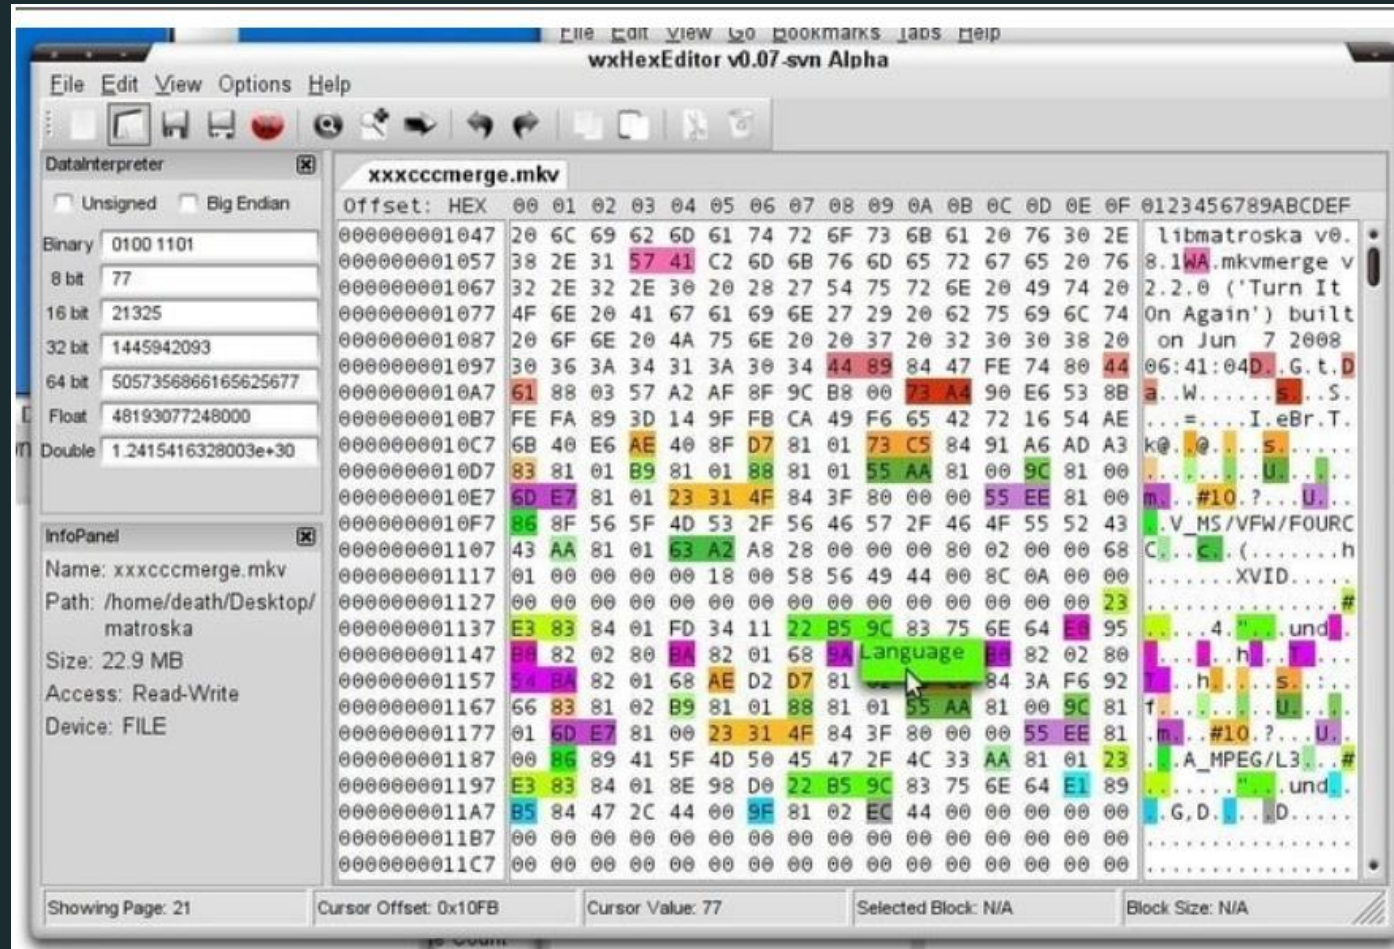 File Edit View Go Bookmarks Tabs Help
wxHexEditor v0.07-svn Alpha
File Edit View Options Help
DataInterpreter
xxxcccmerge.mkv
Unsigned Big Endian
Offset: HEX 00 01 02 03 04 05 06 07 08 09 0A 0B 0C 0D 0E 0F 0123456789ABCDEF
Binary 0100 1101
8 bit 77
16 bit 21325
32 bit 1445942093
64 bit 5057356866165625677
Float 48193077248000
Double 1.2415416328003e+30
000000001047 20 6C 69 62 6D 61 74 72 6F 73 6B 61 20 76 30 2E libmatroska v0.
000000001057 38 2E 31 57 41 C2 6D 6B 76 6D 65 72 67 65 20 76 8.1WA.mkvmerge v
000000001067 32 2E 32 2E 30 20 28 27 54 75 72 6E 20 49 74 20 2.2.0 ('Turn It
000000001077 4F 6E 20 41 67 61 69 6E 27 29 20 62 75 69 6C 74 On Again') built
000000001087 20 6F 6E 20 4A 75 6E 20 20 37 20 32 30 30 38 20 on Jun 7 2008
000000001097 30 36 3A 34 31 3A 30 34 44 89 84 47 FE 74 80 44 06:41:04D..G.t.D
0000000010A7 61 88 03 57 A2 AF 8F 9C B8 00 73 A4 90 E6 53 8B a..W......s...S.
0000000010B7 FE FA 89 3D 14 9F FB CA 49 F6 65 42 72 16 54 AE ...=....I.eBr.T.
0000000010C7 6B 40 E6 AE 40 8F D7 81 01 73 C5 84 91 A6 AD A3 k@..@....s......
0000000010D7 83 81 01 B9 81 01 88 81 01 55 AA 81 00 9C 81 00 .........U......
0000000010E7 6D E7 81 01 23 31 4F 84 3F 80 00 00 55 EE 81 00 m...#1O.?...U...
0000000010F7 86 8F 56 5F 4D 53 2F 56 46 57 2F 46 4F 55 52 43 ..V_MS/VFW/FOURC
000000001107 43 AA 81 01 63 A2 A8 28 00 00 00 80 02 00 00 68 C...c..(.......h
000000001117 01 00 00 00 00 18 00 58 56 49 44 00 8C 0A 00 00 .......XVID.....
000000001127 00 00 00 00 00 00 00 00 00 00 00 00 00 00 00 23 ...............#
000000001137 E3 83 84 01 FD 34 11 22 B5 9C 83 75 6E 64 E0 95 .....4."...und..
000000001147 B0 82 02 80 BA 82 01 68 9A Language B0 82 02 80
000000001157 54 BA 82 01 68 AE D2 D7 81 84 3A F6 92
000000001167 66 83 81 02 B9 81 01 88 81 01 55 AA 81 00 9C 81 f.........U.....
000000001177 01 6D E7 81 00 23 31 4F 84 3F 80 00 00 55 EE 81 .m...#1O.?...U..
000000001187 00 86 89 41 5F 4D 50 45 47 2F 4C 33 AA 81 01 23 ...A_MPEG/L3...#
000000001197 E3 83 84 01 8E 98 D0 22 B5 9C 83 75 6E 64 E1 89 ......."...und..
0000000011A7 B5 84 47 2C 44 00 9F 81 02 EC 44 00 00 00 00 00 ..G,D.....D.....
0000000011B7 00 00 00 00 00 00 00 00 00 00 00 00 00 00 00 00 ................
0000000011C7 00 00 00 00 00 00 00 00 00 00 00 00 00 00 00 00 ................
InfoPanel
Name: xxxcccmerge.mkv
Path: /home/death/Desktop/
matroska
Size: 22.9 MB
Access: Read-Write
Device: FILE
Showing Page: 21 Cursor Offset: 0x10FB Cursor Value: 77 Selected Block: N/A Block Size: N/A